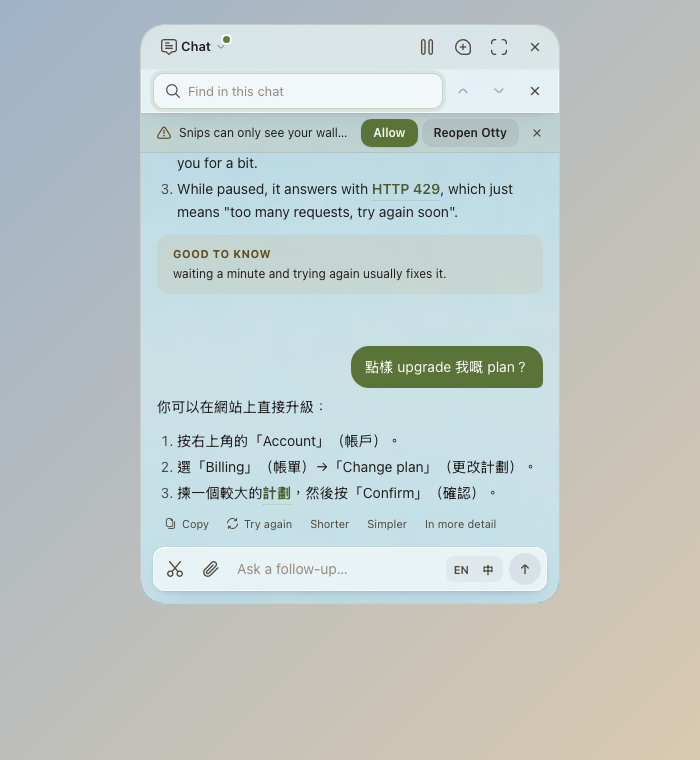 Chat
Find in this chat
Snips can only see your wall...
Allow
Reopen Otty
you for a bit.
3. While paused, it answers with HTTP 429, which just
means "too many requests, try again soon".
GOOD TO KNOW
waiting a minute and trying again usually fixes it.
點樣 upgrade 我嘅 plan？
你可以在網站上直接升級：
1. 按右上角的「Account」（帳戶）。
2. 選「Billing」（帳單）→「Change plan」（更改計劃）。
3. 揀一個較大的計劃，然後按「Confirm」（確認）。
Copy
Try again
Shorter
Simpler
In more detail
Ask a follow-up...
EN 中